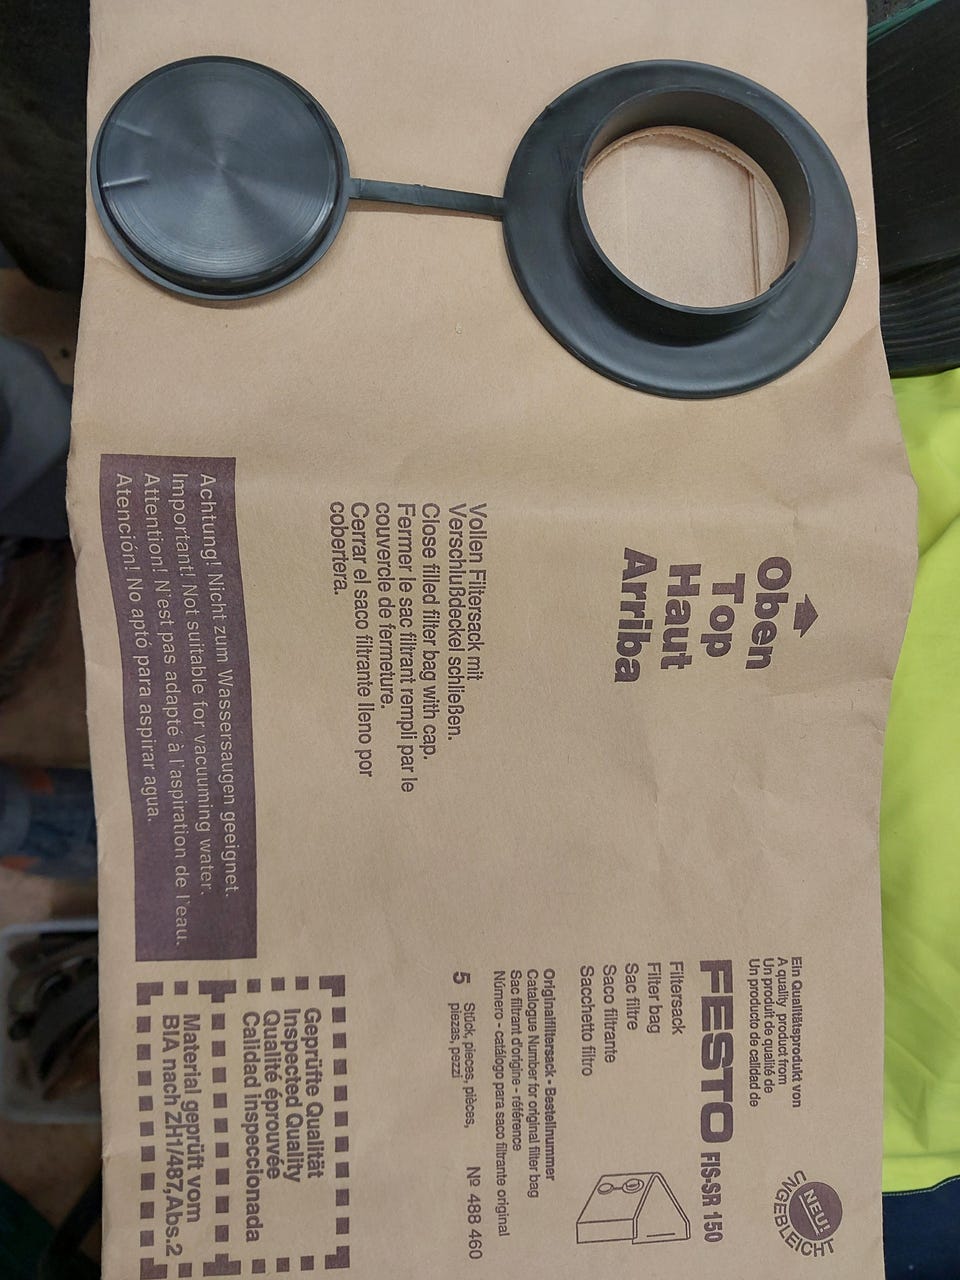 Oben
Top
Haut
Arriba
Vollen Filtersack mit
Verschlußdeckel schließen.
Close filled filter bag with cap.
Fermer le sac filtrant rempli par le
couvercle de fermeture.
Cerrar el saco filtrante lleno por
cobertera.
Achtung! Nicht zum Wassersaugen geeignet.
Important! Not suitable for vacuuming water.
Attention! N'est pas adapté à l'aspiration de l'eau.
Atención! No aptó para aspirar agua.
Ein Qualitätsprodukt von
A quality product from
Un produit de qualité de
Un producto de calidad de
NEU!
UNGEBLEICHT
FESTO FIS-SR 150
Filtersack
Filter bag
Sac filtre
Saco filtrante
Sacchetto filtro
Originalfiltersack - Bestellnummer
Catalogue Number for original filter bag
Sac filtrant d'origine - référence
Número - catálogo para saco filtrante original
5 Stück, pieces, pièces, Nº 488 460
piezas, pezzi
Geprüfte Qualität
Inspected Quality
Qualité éprouvée
Calidad inspeccionada
Material geprüft vom
BIA nach ZH1/487,Abs.2